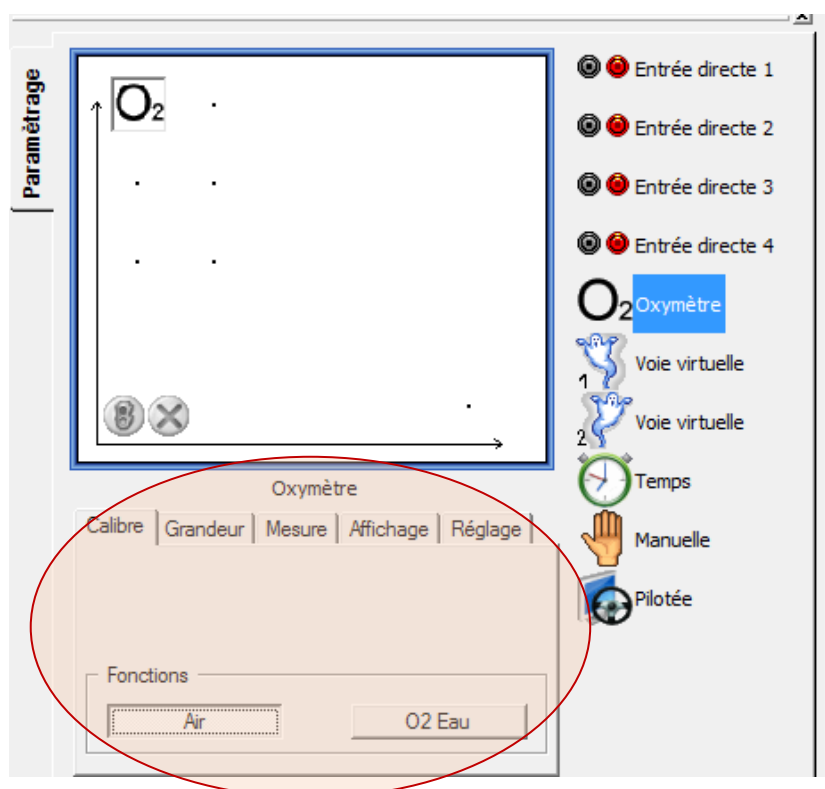 Paramétrage
O2
Entrée directe 1
Entrée directe 2
Entrée directe 3
Entrée directe 4
O2 Oxymètre
1 Voie virtuelle
2 Voie virtuelle
Temps
Manuelle
Pilotée
Oxymètre
Calibre Grandeur Mesure Affichage Réglage
Fonctions
Air O2 Eau